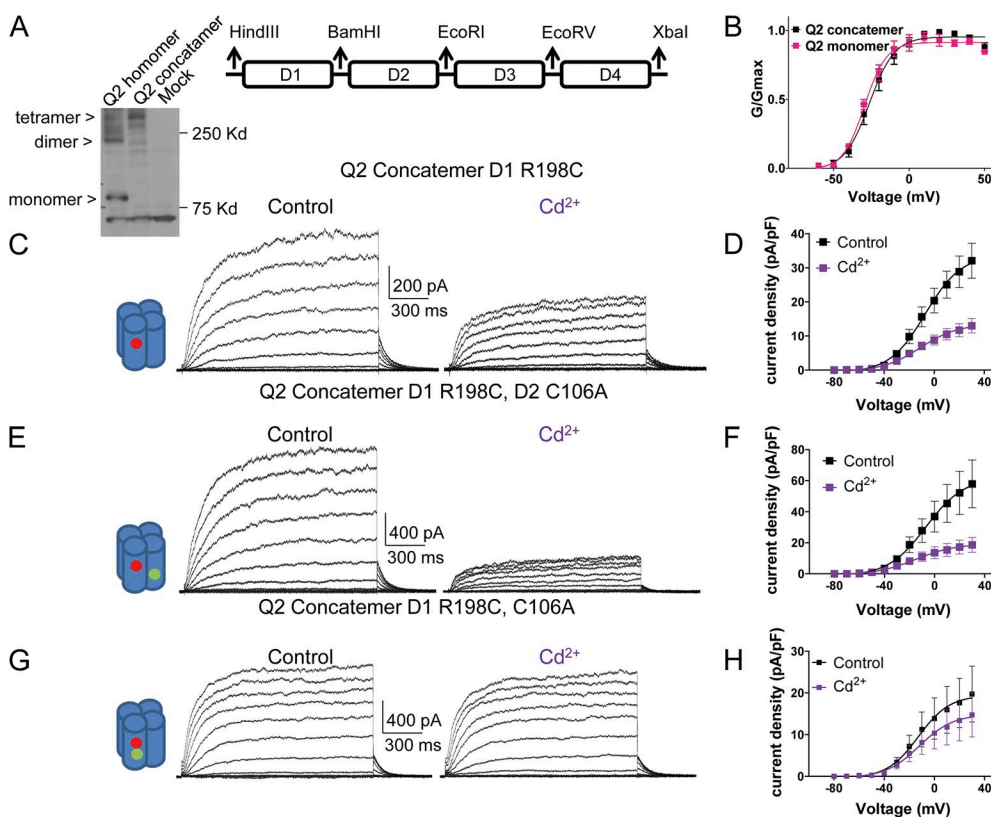 A
Q2 homomer
Q2 concatamer
Mock
tetramer >
dimer >
monomer >
250 Kd
75 Kd
HindIII BamHI EcoRI EcoRV XbaI
D1 D2 D3 D4
B
Q2 concatemer
Q2 monomer
G/Gmax
1.0
0.5
0.0
-50 0 50
Voltage (mV)
Q2 Concatemer D1 R198C
C
Control Cd2+
200 pA
300 ms
D
Control
Cd2+
current density (pA/pF)
40
30
20
10
0
-80 -40 0 40
Voltage (mV)
Q2 Concatemer D1 R198C, D2 C106A
E
Control Cd2+
400 pA
300 ms
F
Control
Cd2+
current density (pA/pF)
80
60
40
20
0
-80 -40 0 40
Voltage (mV)
Q2 Concatemer D1 R198C, C106A
G
Control Cd2+
400 pA
300 ms
H
Control
Cd2+
current density (pA/pF)
30
20
10
0
-80 -40 0 40
Voltage (mV)